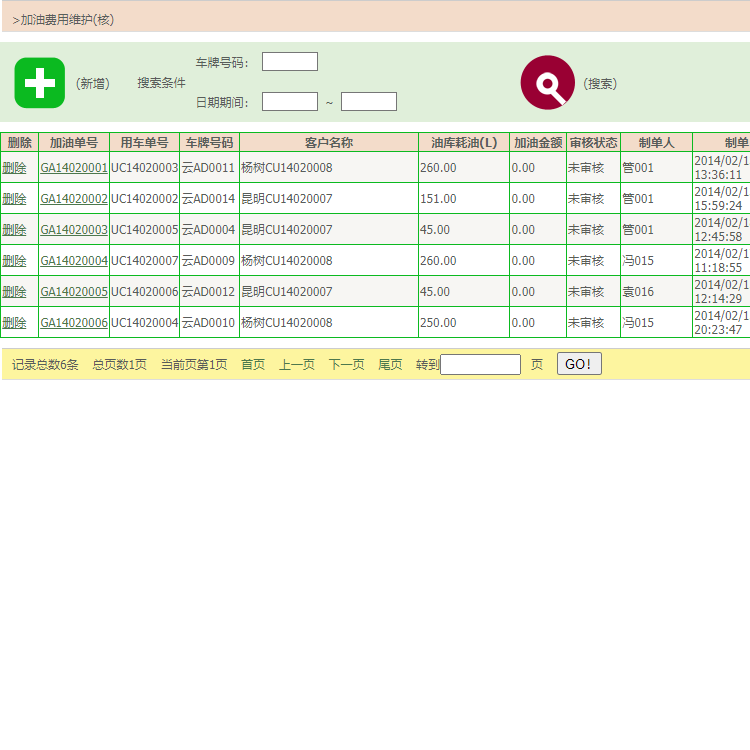 >加油费用维护(核)
车牌号码:
(新增) 搜索条件 (搜索)
日期期间: ~
删除 加油单号 用车单号 车牌号码 客户名称 油库耗油(L) 加油金额 审核状态 制单人 制单
删除 GA14020001 UC14020003 云AD0011 杨树CU14020008 260.00 0.00 未审核 管001 2014/02/1
13:36:11
删除 GA14020002 UC14020002 云AD0014 昆明CU14020007 151.00 0.00 未审核 管001 2014/02/1
15:59:24
删除 GA14020003 UC14020005 云AD0004 昆明CU14020007 45.00 0.00 未审核 管001 2014/02/1
12:45:58
删除 GA14020004 UC14020007 云AD0009 杨树CU14020008 260.00 0.00 未审核 冯015 2014/02/1
11:18:55
删除 GA14020005 UC14020006 云AD0012 昆明CU14020007 45.00 0.00 未审核 袁016 2014/02/1
12:14:29
删除 GA14020006 UC14020004 云AD0010 杨树CU14020008 250.00 0.00 未审核 冯015 2014/02/1
20:23:47
记录总数6条 总页数1页 当前页第1页 首页 上一页 下一页 尾页 转到 页 GO!